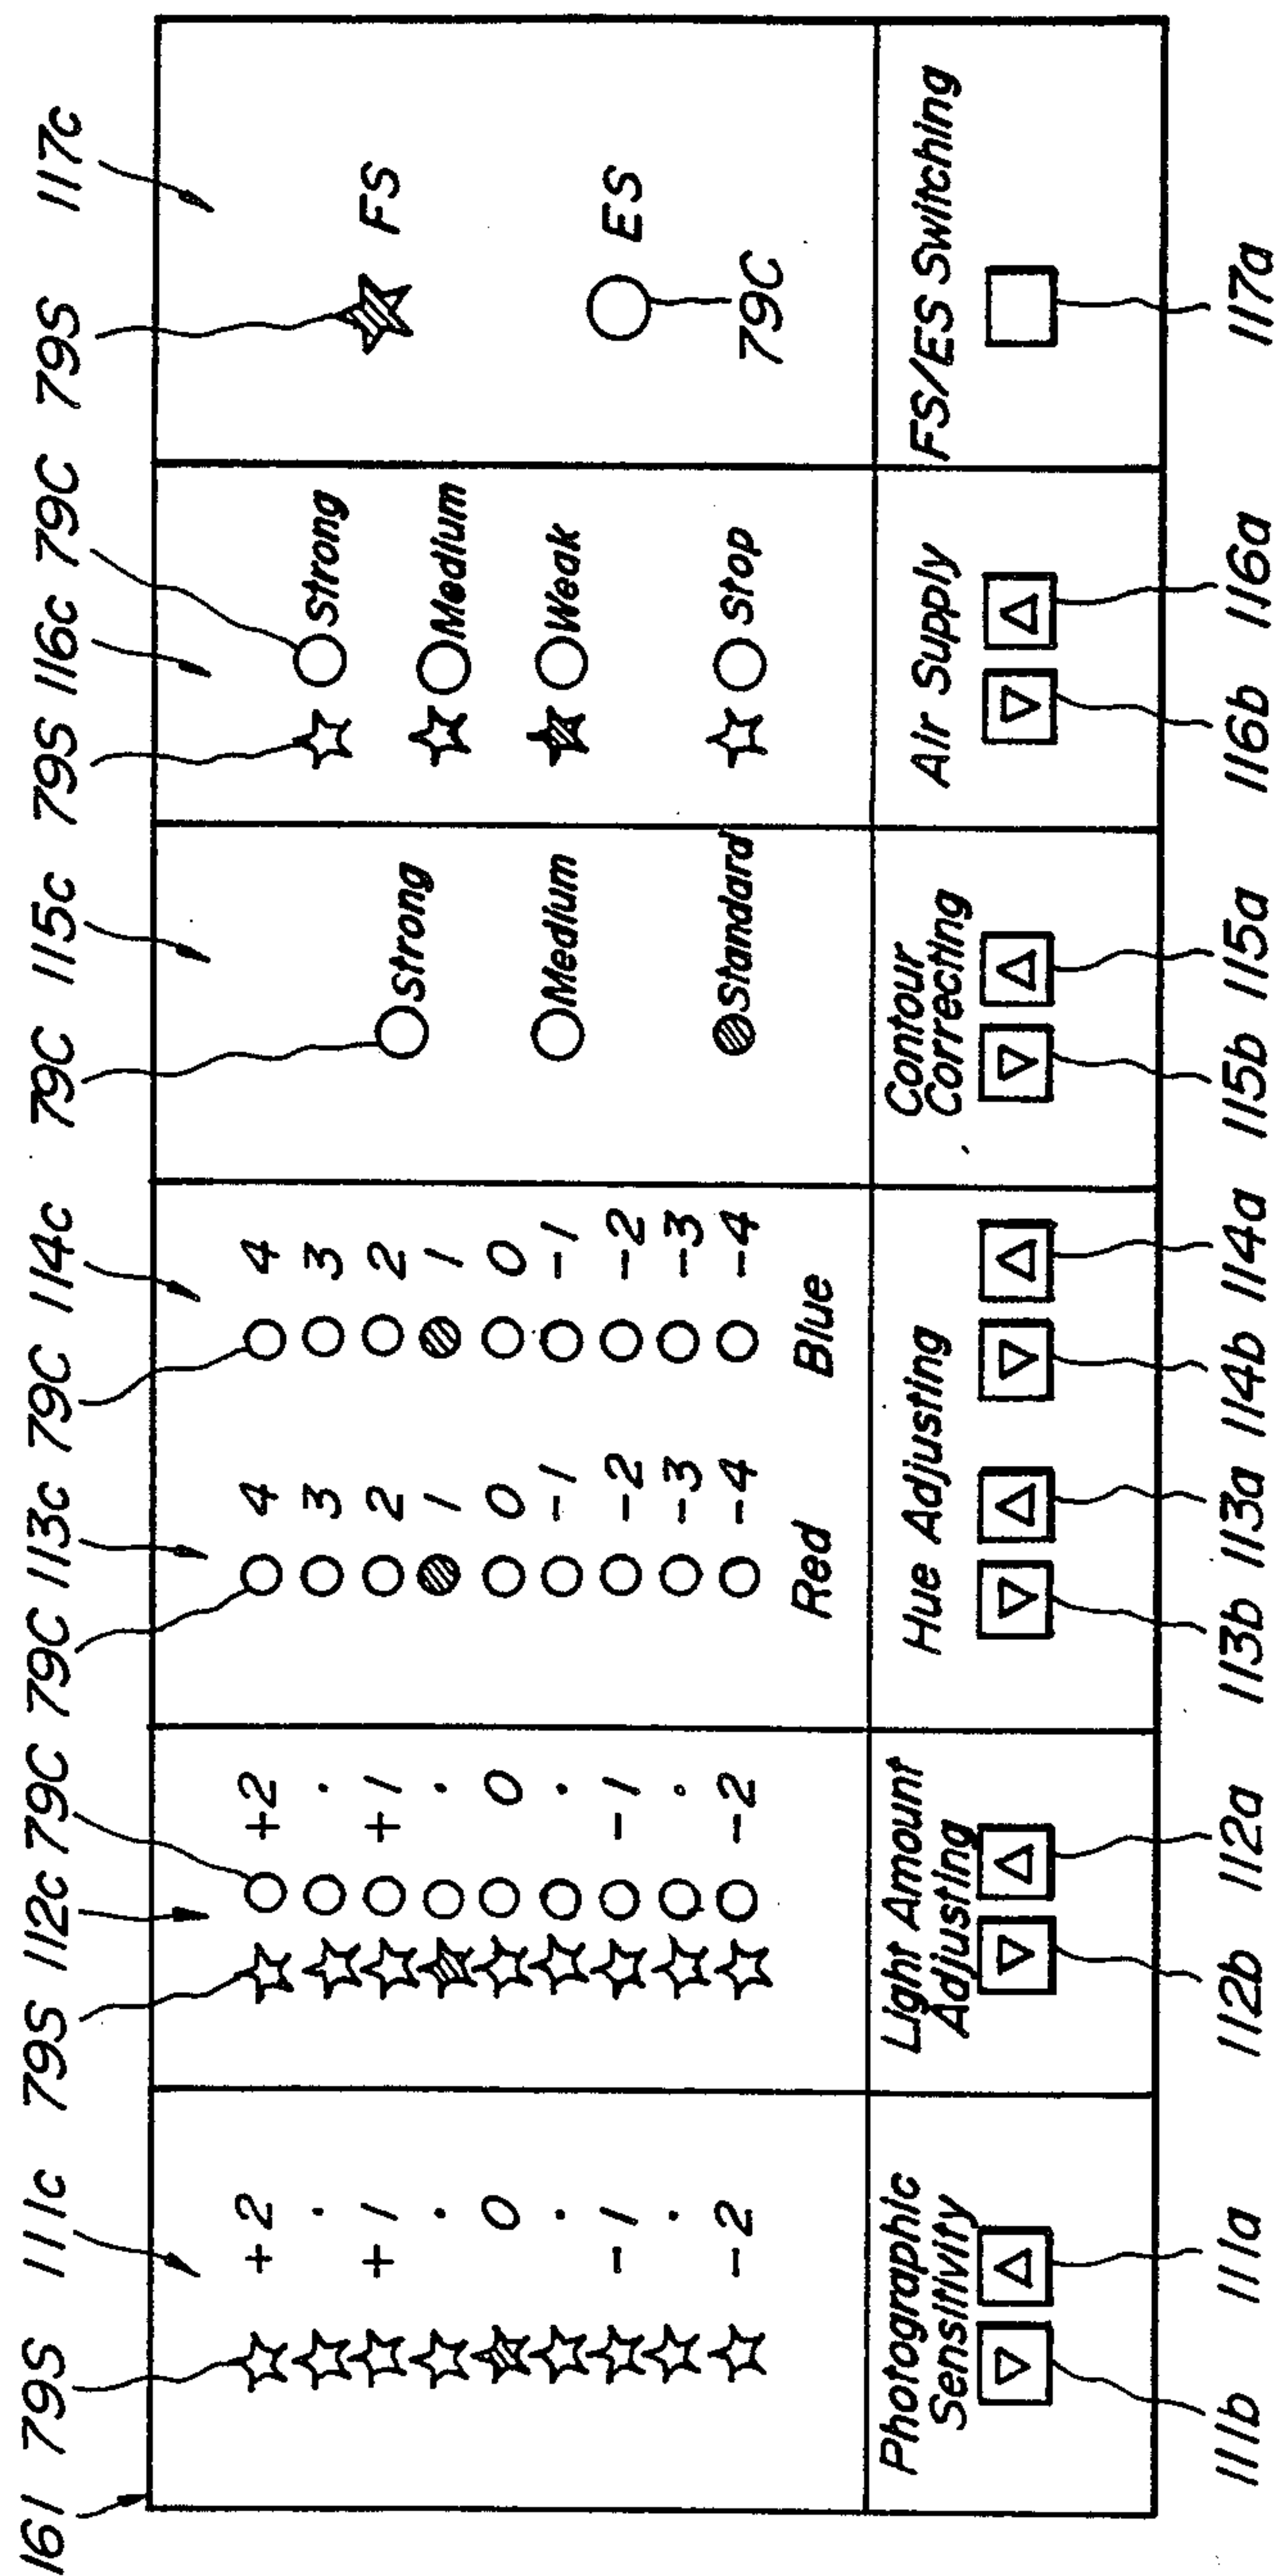 161 79S 111c 79S 112c 79C 79C 113c 79C 114c 79C 115c 79S 116c 79C 79S 117c
+2
.
+1
.
0
.
-1
.
-2
+2
.
+1
.
0
.
-1
.
-2
4
3
2
1
0
-1
-2
-3
-4
Red
4
3
2
1
0
-1
-2
-3
-4
Blue
Strong
Medium
Standard
Strong
Medium
Weak
Stop
FS
ES
79C
Photographic
Sensitivity
Light Amount
Adjusting
Hue Adjusting
Contour
Correcting
Air Supply
FS/ES Switching
111b 111a 112b 112a 113b 113a 114b 114a 115b 115a 116b 116a 117a